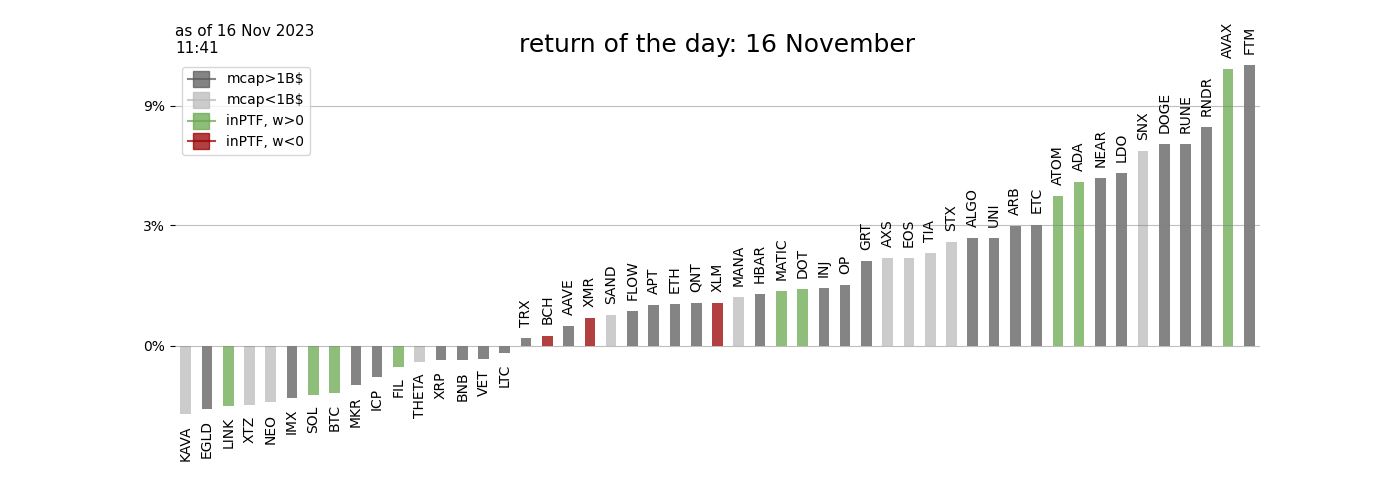 as of 16 Nov 2023
11:41
return of the day: 16 November
mcap>1B$
mcap<1B$
inPTF, w>0
inPTF, w<0
9%
3%
0%
KAVA
EGLD
LINK
XTZ
NEO
IMX
SOL
BTC
MKR
ICP
FIL
THETA
XRP
BNB
VET
LTC
TRX
BCH
AAVE
XMR
SAND
FLOW
APT
ETH
QNT
XLM
MANA
HBAR
MATIC
DOT
INJ
OP
GRT
AXS
EOS
TIA
STX
ALGO
UNI
ARB
ETC
ATOM
ADA
NEAR
LDO
SNX
DOGE
RUNE
RNDR
AVAX
FTM